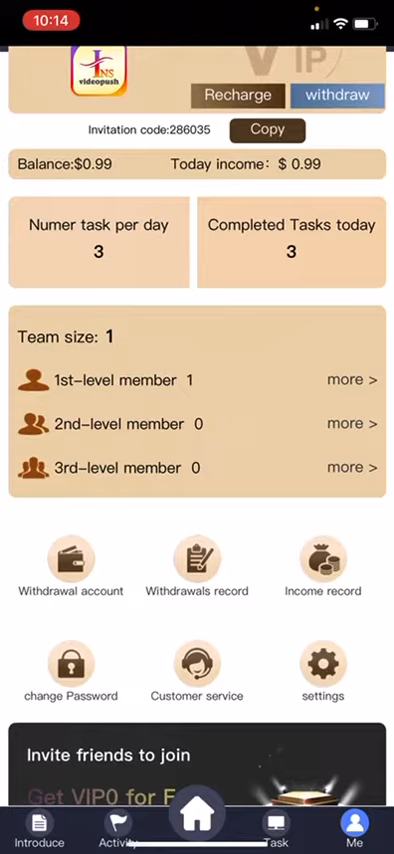 10:14
INS
videopush
VIP
Recharge
withdraw
Invitation code:286035
Copy
Balance:$0.99
Today income: $ 0.99
Numer task per day
3
Completed Tasks today
3
Team size: 1
1st-level member 1
more >
2nd-level member 0
more >
3rd-level member 0
more >
Withdrawal account
Withdrawals record
Income record
change Password
Customer service
settings
Invite friends to join
Get VIP0 for F
Introduce
Activity
Task
Me